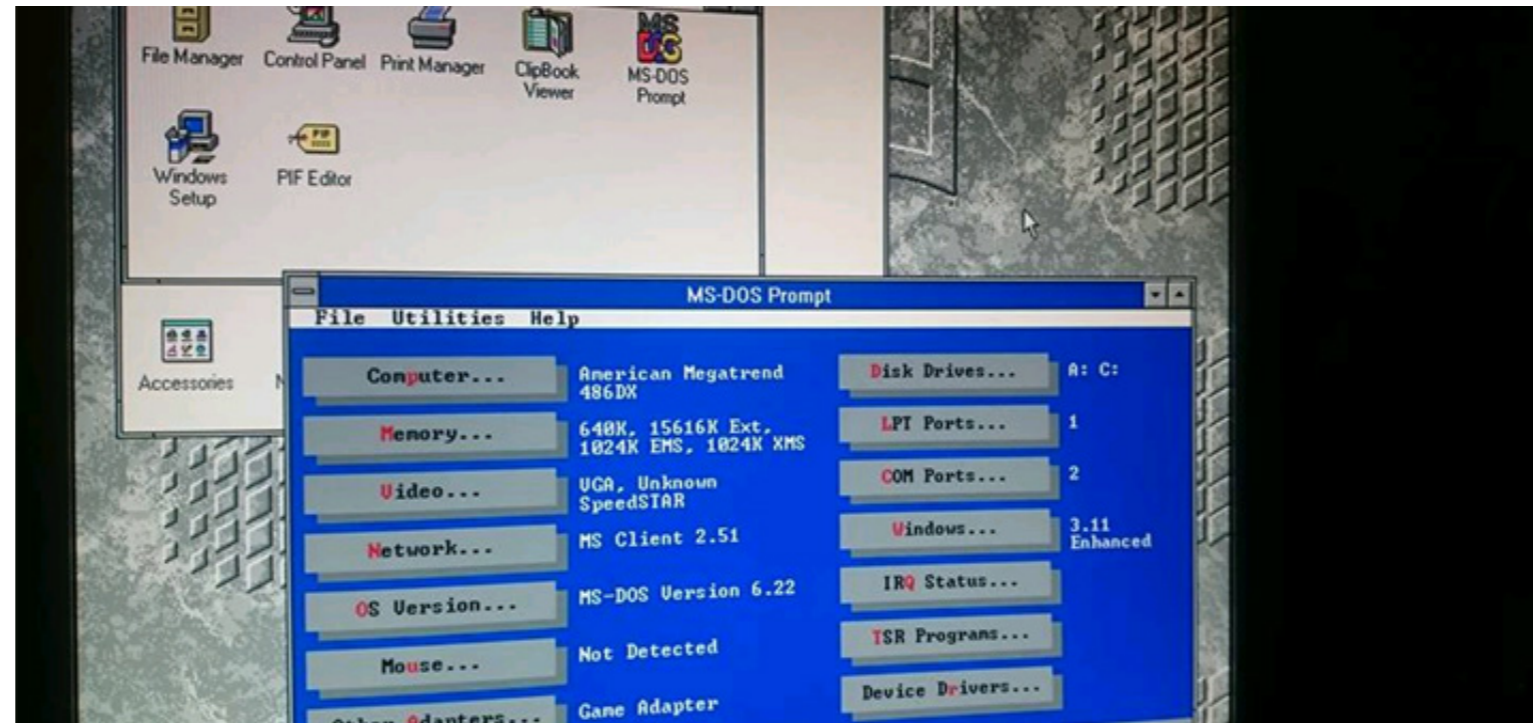 File Manager
Control Panel
Print Manager
ClipBook
Viewer
MS-DOS
Prompt
Windows
Setup
PIF
PIF Editor
Accessories
MS-DOS Prompt
File Utilities Help
Computer...
American Megatrend
486DX
Disk Drives...
A: C:
Memory...
640K, 15616K Ext,
1024K EMS, 1024K XMS
LPT Ports...
1
Video...
VGA, Unknown
SpeedSTAR
COM Ports...
2
Network...
MS Client 2.51
Windows...
3.11
Enhanced
OS Version...
MS-DOS Version 6.22
IRQ Status...
Mouse...
Not Detected
TSR Programs...
Other Adapters...
Game Adapter
Device Drivers...